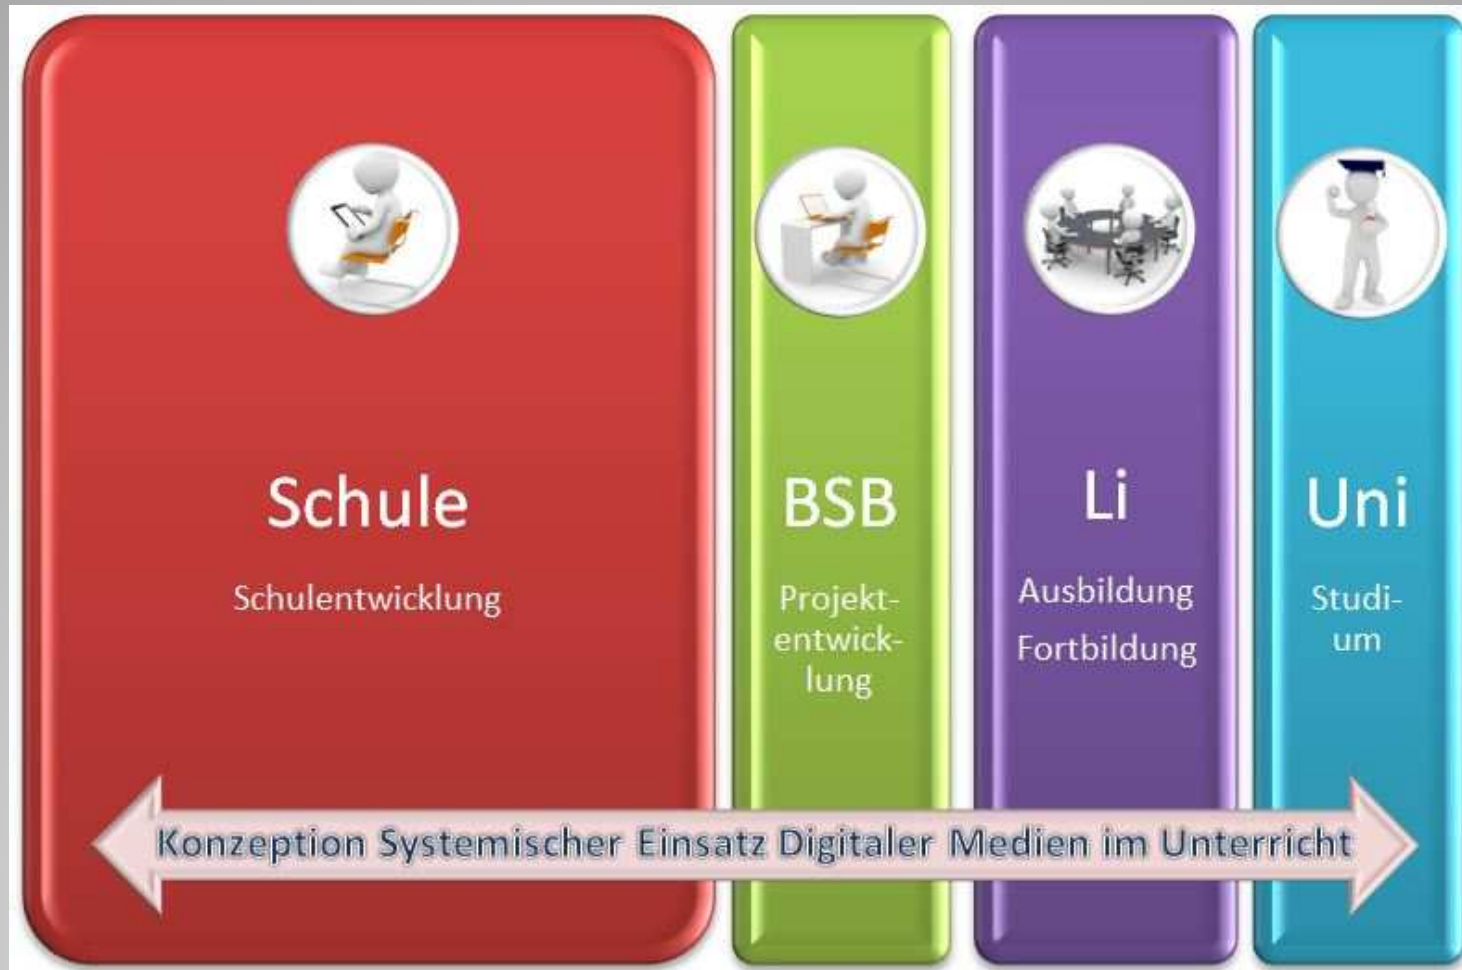 Schule
Schulentwicklung
BSB
Projekt-
entwick-
lung
Li
Ausbildung
Fortbildung
Uni
Studi-
um
Konzeption Systemischer Einsatz Digitaler Medien im Unterricht